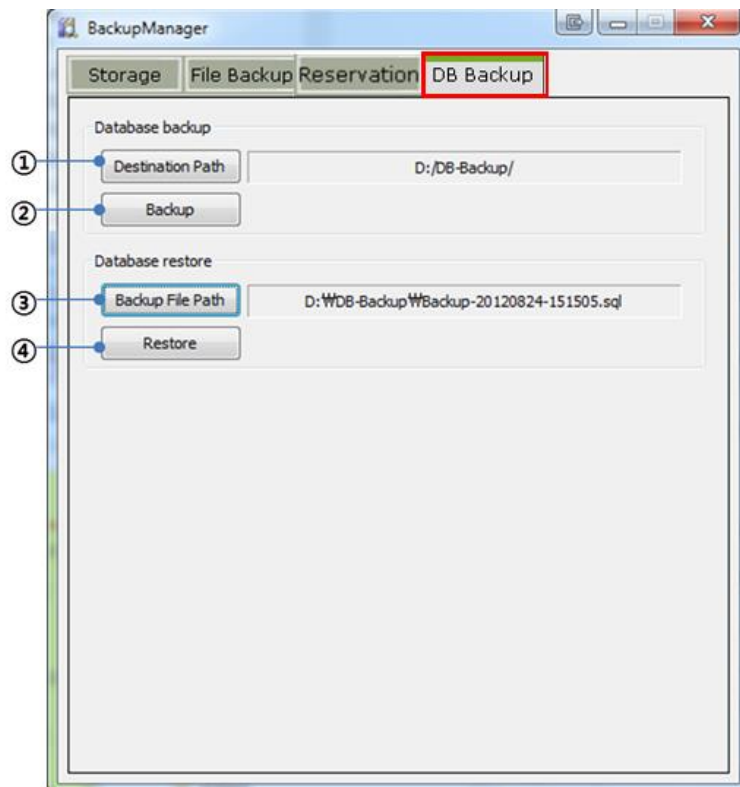 BackupManager
Storage File Backup Reservation DB Backup
Database backup
① Destination Path D:/DB-Backup/
② Backup
Database restore
③ Backup File Path D:₩DB-Backup₩Backup-20120824-151505.sql
④ Restore